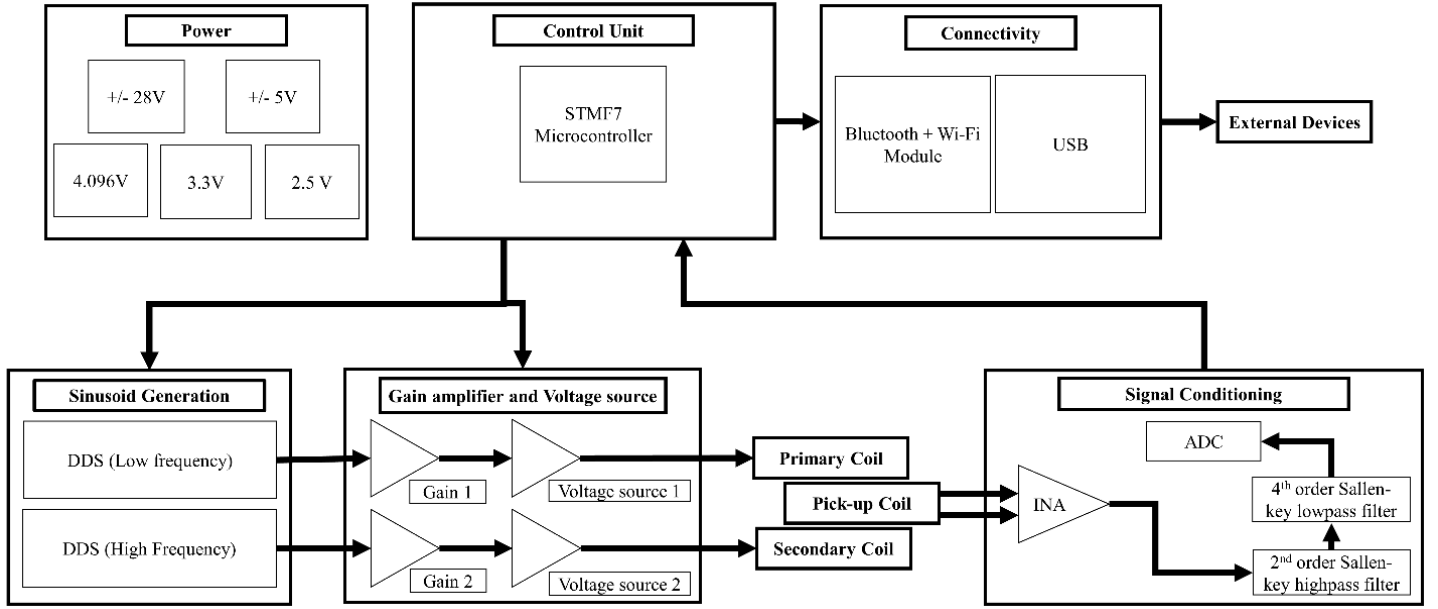 Power
+/- 28V
+/- 5V
4.096V
3.3V
2.5 V
Control Unit
STMF7
Microcontroller
Connectivity
Bluetooth + Wi-Fi
Module
USB
External Devices
Sinusoid Generation
DDS (Low frequency)
DDS (High Frequency)
Gain amplifier and Voltage source
Gain 1
Voltage source 1
Gain 2
Voltage source 2
Primary Coil
Pick-up Coil
Secondary Coil
Signal Conditioning
ADC
INA
4th order Sallen-
key lowpass filter
2nd order Sallen-
key highpass filter